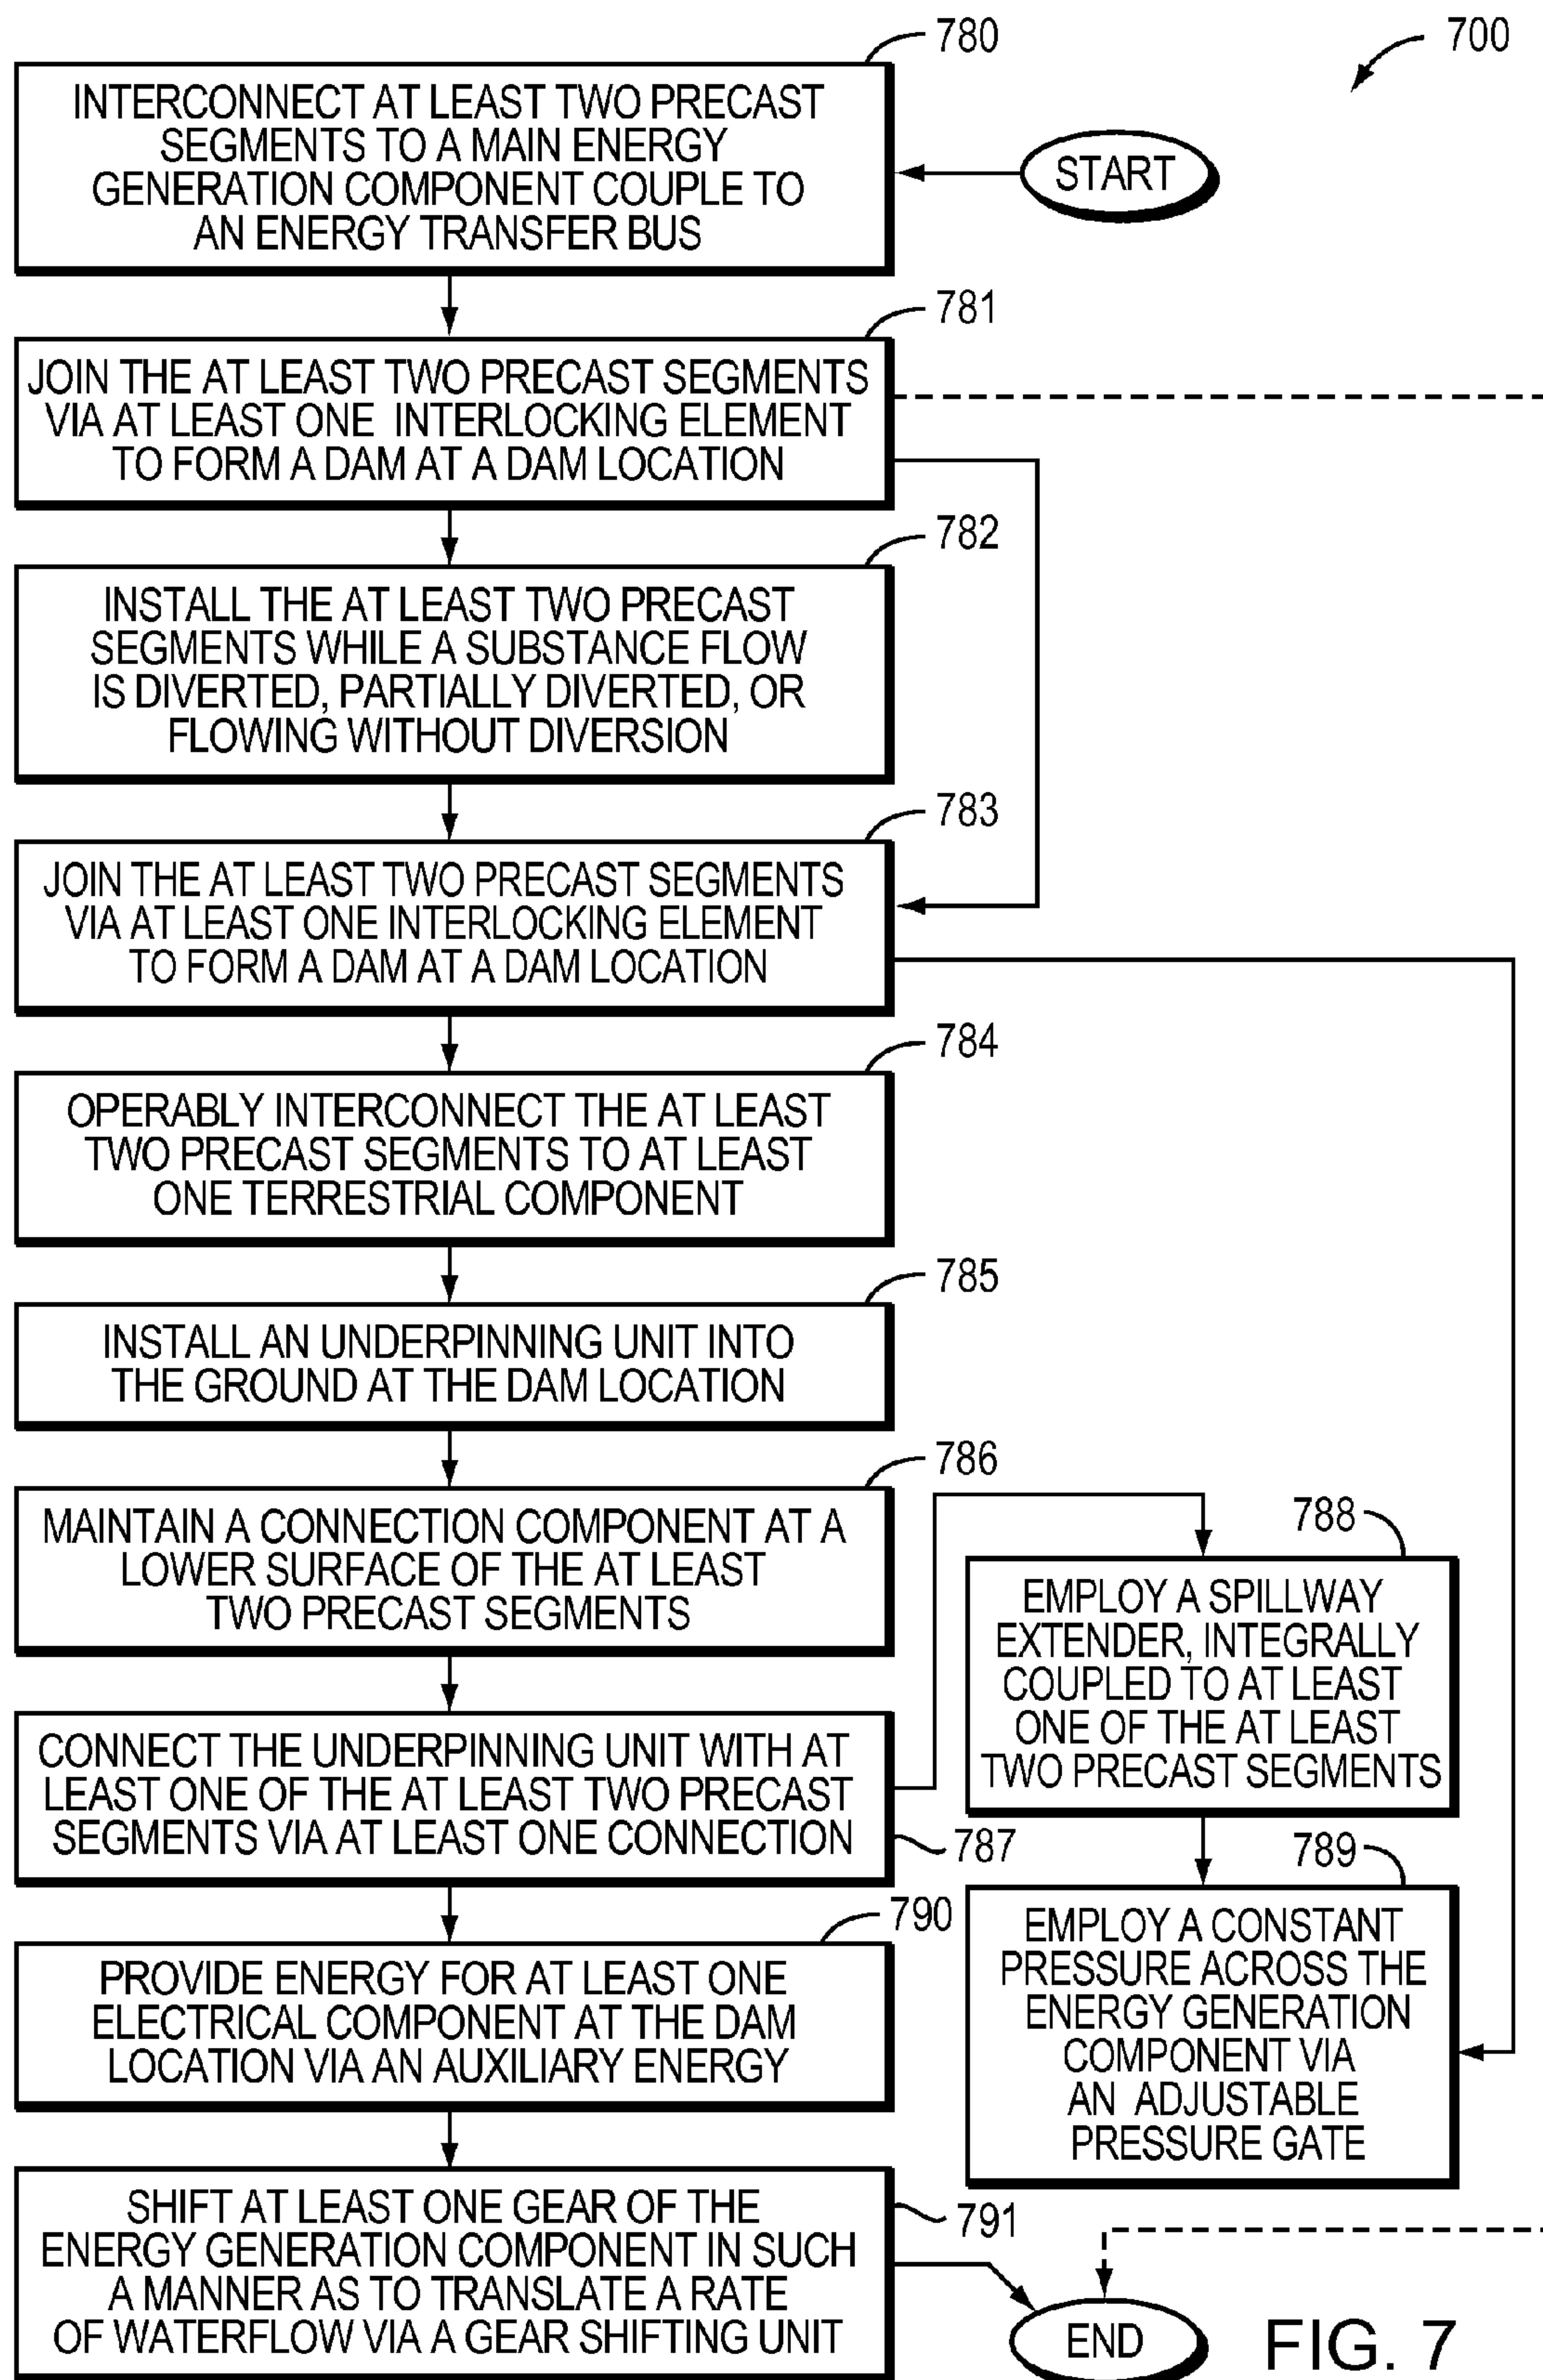 780
700
INTERCONNECT AT LEAST TWO PRECAST
SEGMENTS TO A MAIN ENERGY
GENERATION COMPONENT COUPLE TO
AN ENERGY TRANSFER BUS
START
781
JOIN THE AT LEAST TWO PRECAST SEGMENTS
VIA AT LEAST ONE INTERLOCKING ELEMENT
TO FORM A DAM AT A DAM LOCATION
782
INSTALL THE AT LEAST TWO PRECAST
SEGMENTS WHILE A SUBSTANCE FLOW
IS DIVERTED, PARTIALLY DIVERTED, OR
FLOWING WITHOUT DIVERSION
783
JOIN THE AT LEAST TWO PRECAST SEGMENTS
VIA AT LEAST ONE INTERLOCKING ELEMENT
TO FORM A DAM AT A DAM LOCATION
784
OPERABLY INTERCONNECT THE AT LEAST
TWO PRECAST SEGMENTS TO AT LEAST
ONE TERRESTRIAL COMPONENT
785
INSTALL AN UNDERPINNING UNIT INTO
THE GROUND AT THE DAM LOCATION
786
MAINTAIN A CONNECTION COMPONENT AT A
LOWER SURFACE OF THE AT LEAST
TWO PRECAST SEGMENTS
788
EMPLOY A SPILLWAY
EXTENDER, INTEGRALLY
COUPLED TO AT LEAST
ONE OF THE AT LEAST
TWO PRECAST SEGMENTS
CONNECT THE UNDERPINNING UNIT WITH AT
LEAST ONE OF THE AT LEAST TWO PRECAST
SEGMENTS VIA AT LEAST ONE CONNECTION
787
789
EMPLOY A CONSTANT
PRESSURE ACROSS THE
ENERGY GENERATION
COMPONENT VIA
AN ADJUSTABLE
PRESSURE GATE
790
PROVIDE ENERGY FOR AT LEAST ONE
ELECTRICAL COMPONENT AT THE DAM
LOCATION VIA AN AUXILIARY ENERGY
791
SHIFT AT LEAST ONE GEAR OF THE
ENERGY GENERATION COMPONENT IN SUCH
A MANNER AS TO TRANSLATE A RATE
OF WATERFLOW VIA A GEAR SHIFTING UNIT
END
FIG. 7